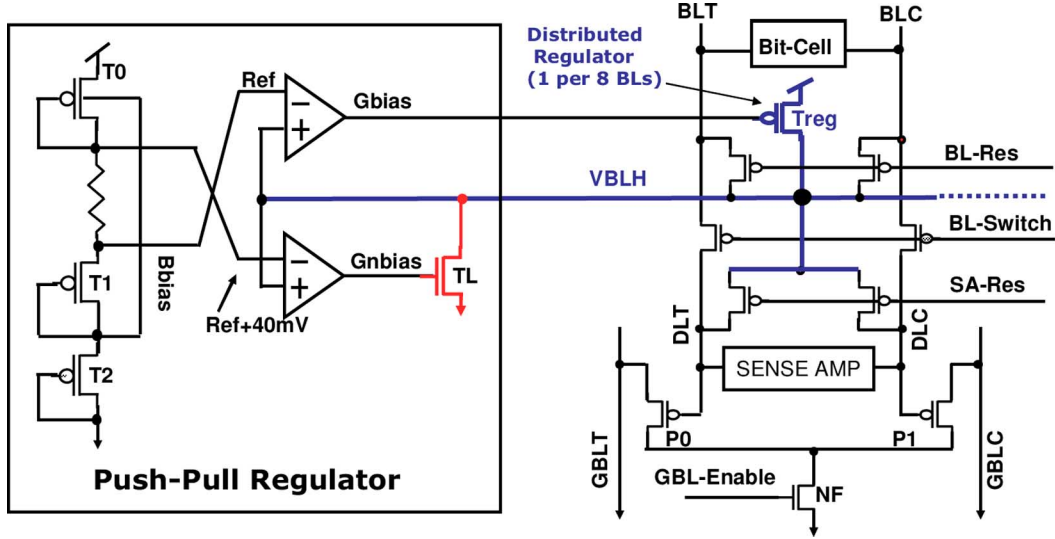 BLT
BLC
Distributed
Regulator
(1 per 8 BLs)
Bit-Cell
T0
Ref
Gbias
Treg
BL-Res
VBLH
BL-Switch
T1
Bbias
Gnbias
TL
SA-Res
Ref+40mV
DLT
DLC
T2
SENSE AMP
P0
P1
Push-Pull Regulator
GBLT
GBL-Enable
NF
GBLC